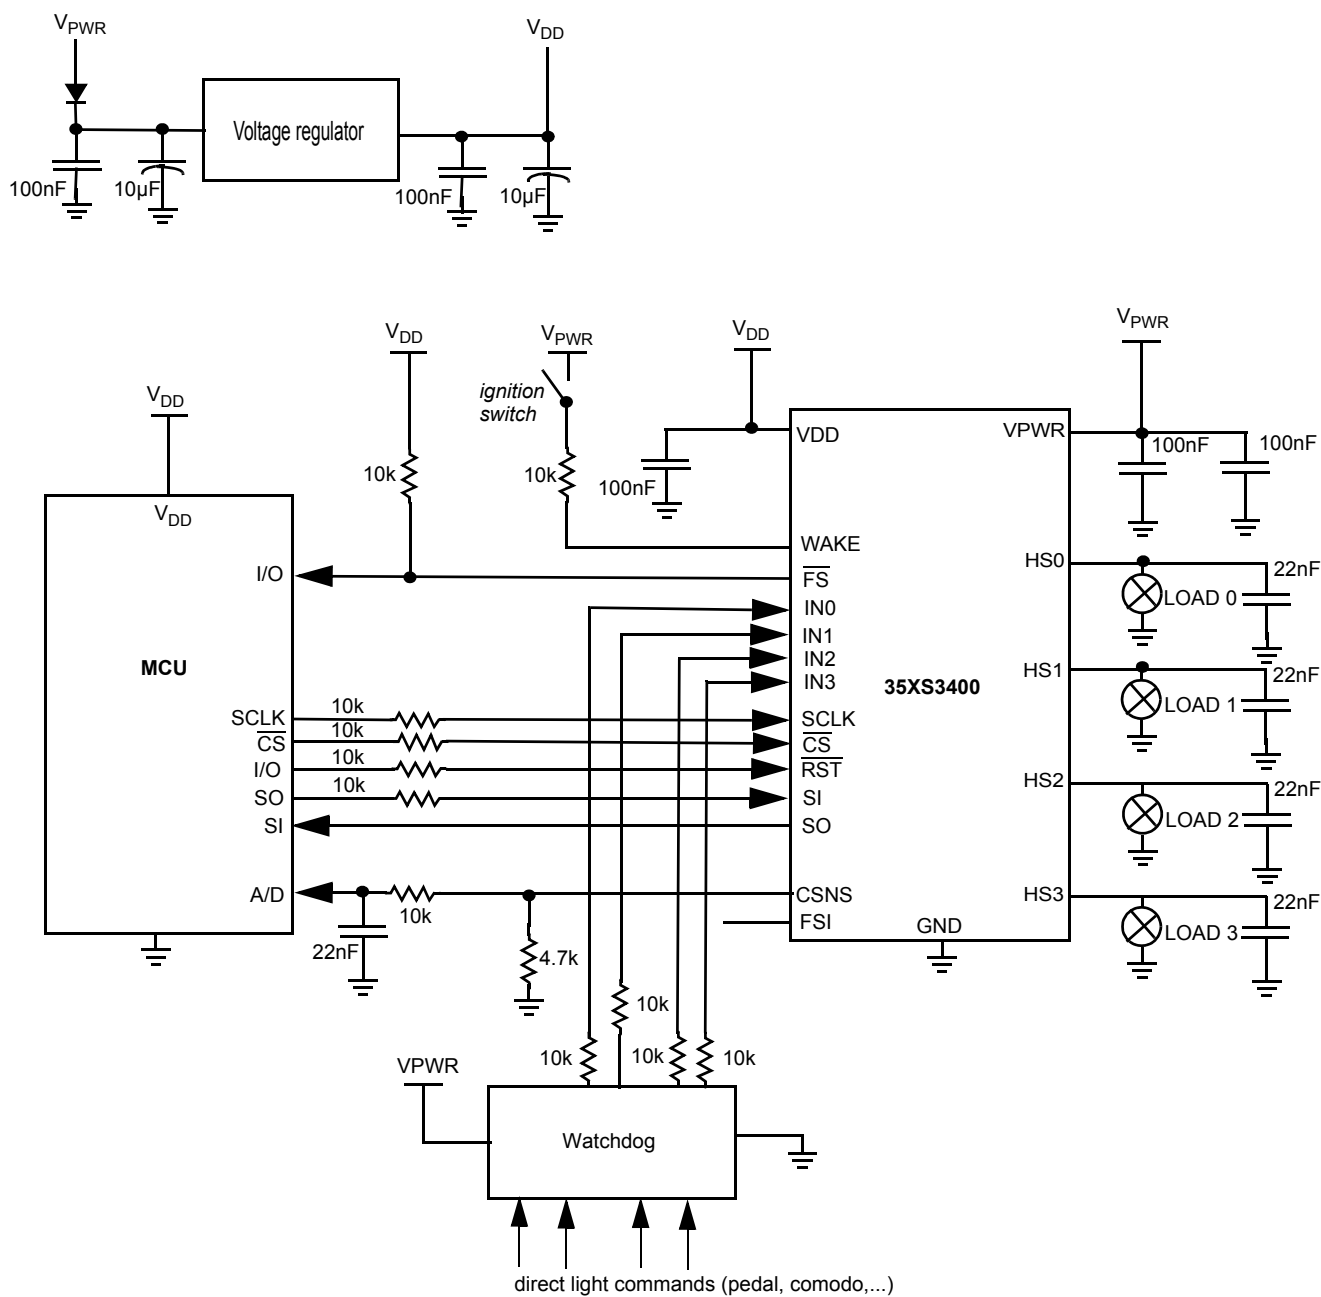 VPWR
VDD
Voltage regulator
100nF
10µF
100nF
10µF
VDD
VPWR
VDD
VPWR
ignition
switch
VDD
10k
10k
100nF
VDD
VPWR
100nF
100nF
VDD
WAKE
HS0
I/O
FS
22nF
IN0
LOAD 0
IN1
IN2
HS1
22nF
MCU
IN3
35XS3400
10k
LOAD 1
SCLK
SCLK
10k
CS
CS
10k
I/O
RST
HS2
10k
22nF
SO
SI
SI
SO
LOAD 2
A/D
CSNS
HS3
22nF
10k
FSI
GND
LOAD 3
22nF
4.7k
10k
10k
10k
10k
VPWR
Watchdog
direct light commands (pedal, comodo,...)